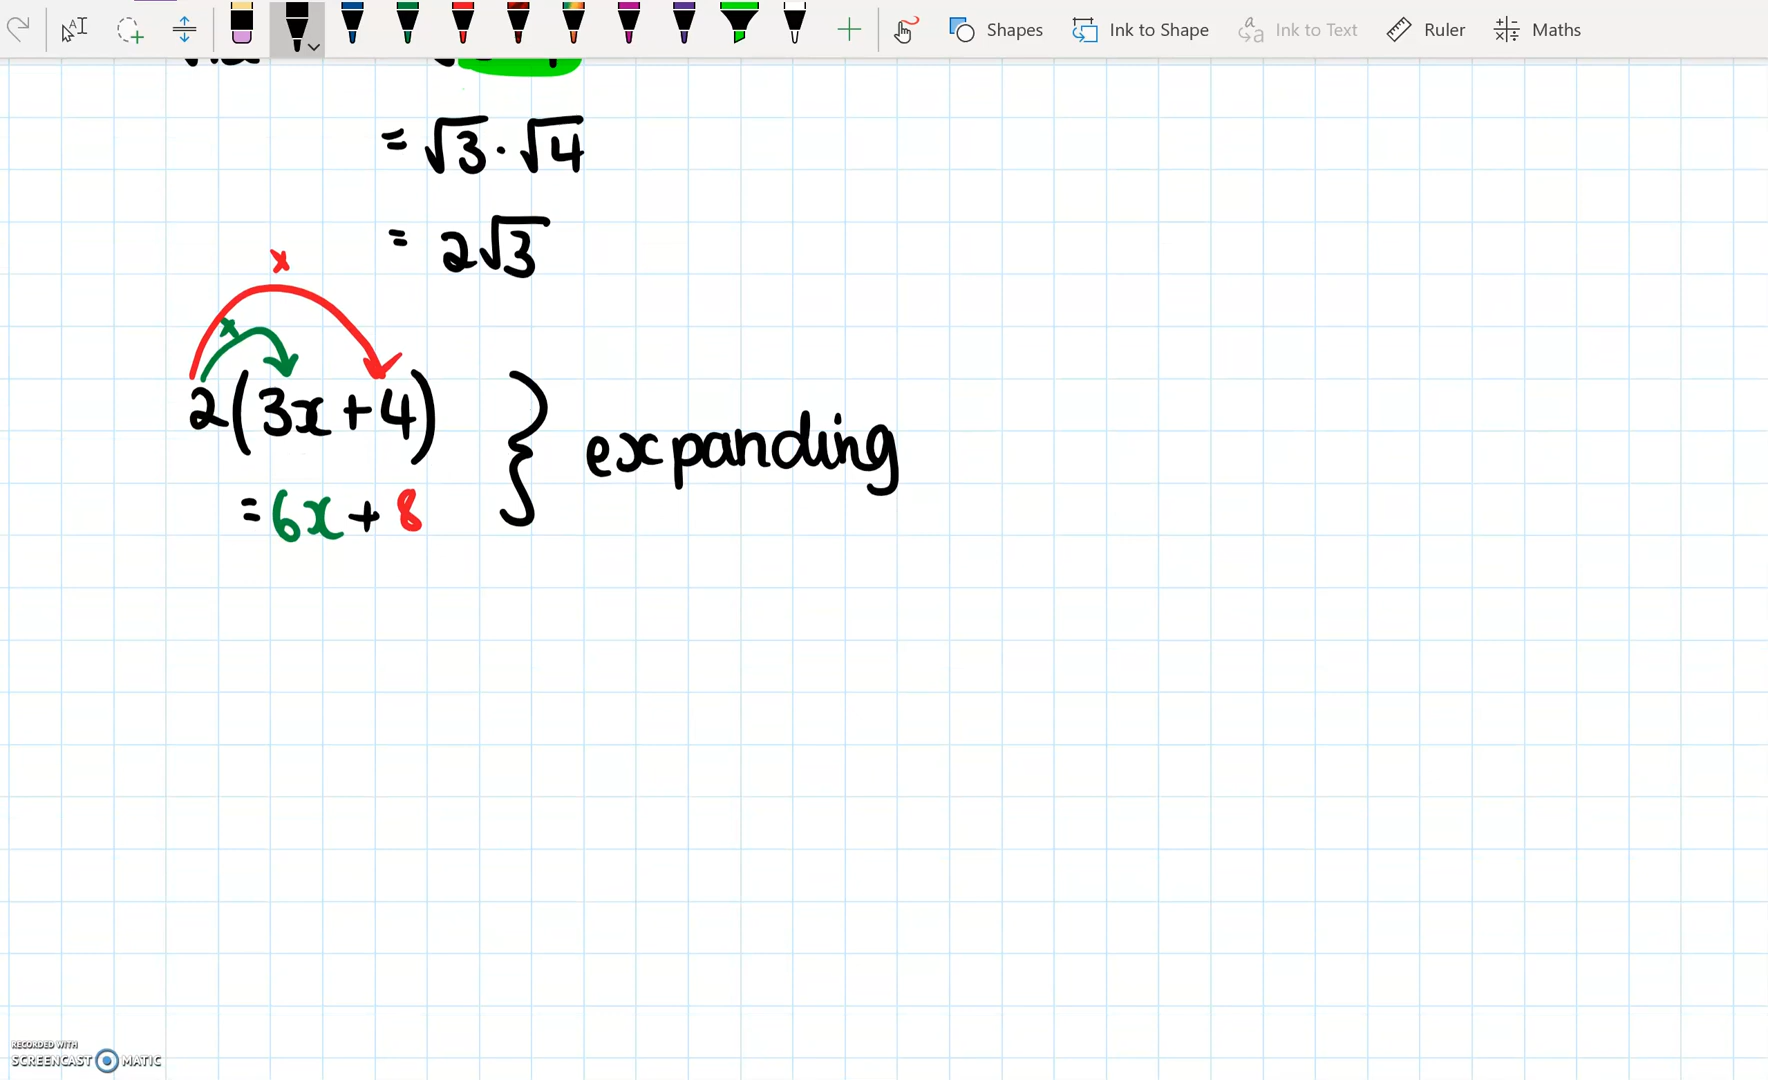 Shapes Ink to Shape Ink to Text Ruler Maths
= √3 · √4
= 2√3
x
x
2(3x + 4) } expanding
= 6x + 8
RECORDED WITH
SCREENCAST MATIC